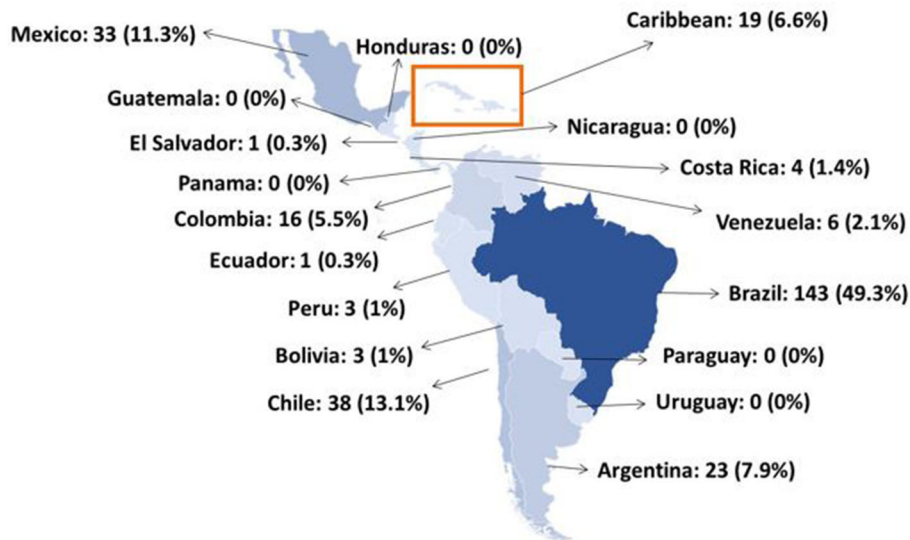 Caribbean: 19 (6.6%)
Mexico: 33 (11.3%)
Honduras: 0 (0%)
Guatemala: 0 (0%)
Nicaragua: 0 (0%)
El Salvador: 1 (0.3%)
Costa Rica: 4 (1.4%)
Panama: 0 (0%)
Colombia: 16 (5.5%)
Venezuela: 6 (2.1%)
Ecuador: 1 (0.3%)
Brazil: 143 (49.3%)
Peru: 3 (1%)
Bolivia: 3 (1%)
Paraguay: 0 (0%)
Chile: 38 (13.1%)
Uruguay: 0 (0%)
Argentina: 23 (7.9%)